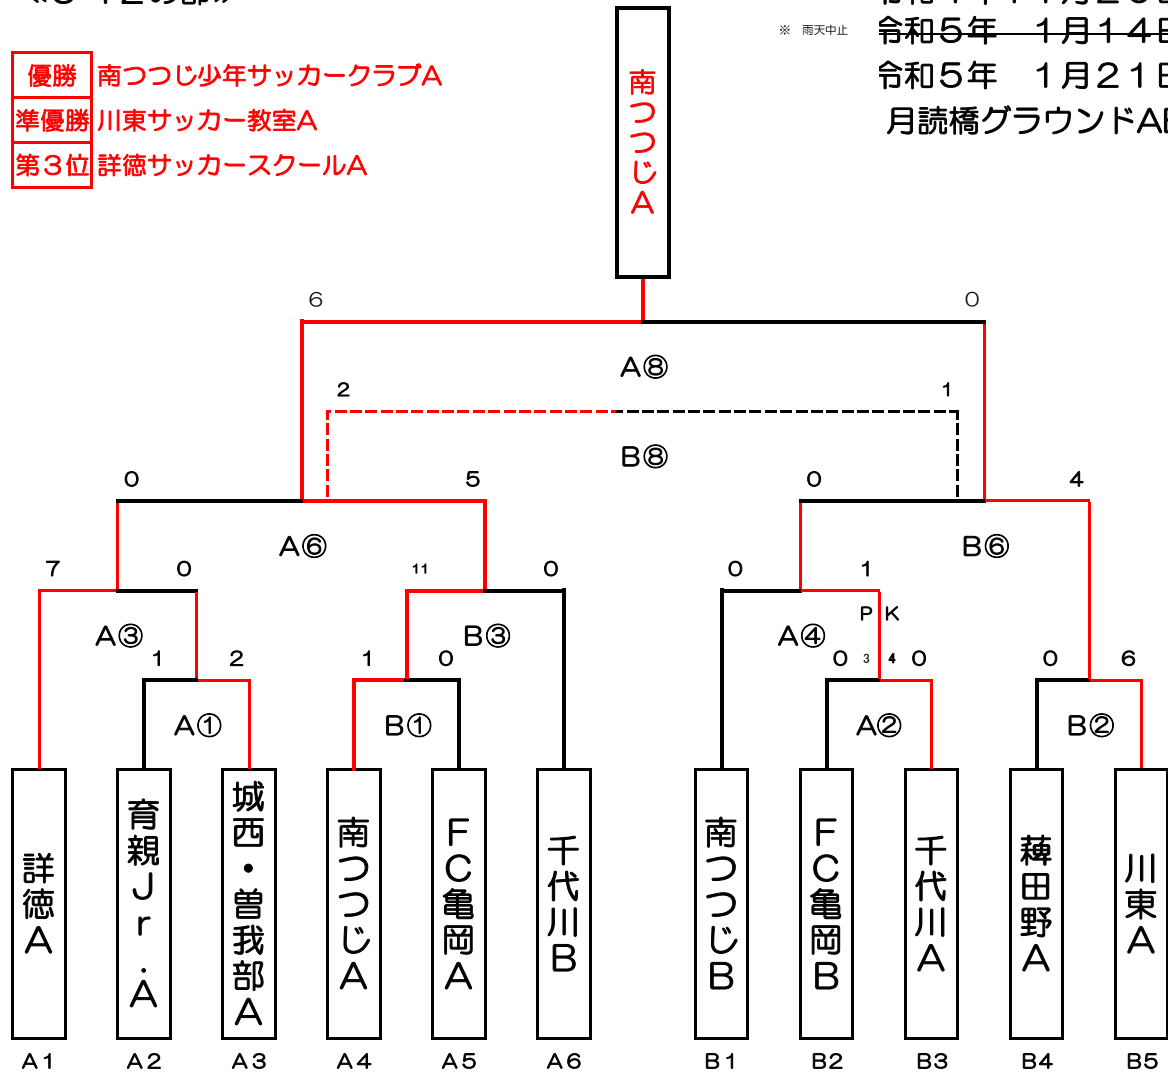 ※ 雨天中止
令和5年 1月14日
令和5年 1月21日
月読橋グラウンドAB
優勝 南つつじ少年サッカークラブA
準優勝 川東サッカー教室A
第3位 詳徳サッカースクールA
南つつじA
6 0
A⑧
2 1
B⑧
0 5 0 4
A⑥ B⑥
7 0 11 0 0 1
P K
A③ B③ A④
1 2 1 0 0 3 4 0 0 6
A① B① A② B②
詳徳A
育親Jr.A
城西・曽我部A
南つつじA
FC亀岡A
千代川B
南つつじB
FC亀岡B
千代川A
薭田野A
川東A
A1 A2 A3 A4 A5 A6 B1 B2 B3 B4 B5